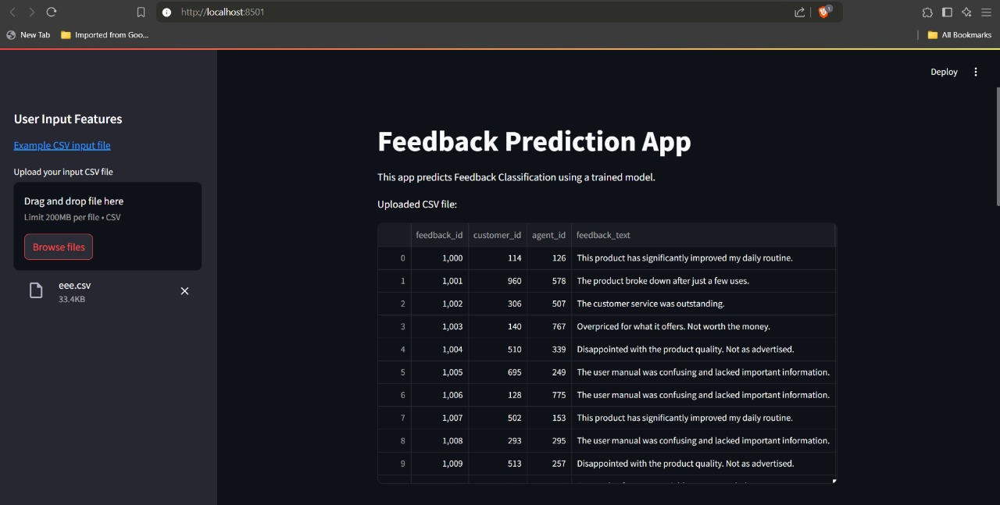 http://localhost:8501
1
New Tab
Imported from Goo...
All Bookmarks
Deploy
User Input Features
Example CSV input file
Upload your input CSV file
Drag and drop file here
Limit 200MB per file • CSV
Browse files
eee.csv
33.4KB
Feedback Prediction App
This app predicts Feedback Classification using a trained model.
Uploaded CSV file:
feedback_id customer_id agent_id feedback_text
0 1,000 114 126 This product has significantly improved my daily routine.
1 1,001 960 578 The product broke down after just a few uses.
2 1,002 306 507 The customer service was outstanding.
3 1,003 140 767 Overpriced for what it offers. Not worth the money.
4 1,004 510 339 Disappointed with the product quality. Not as advertised.
5 1,005 695 249 The user manual was confusing and lacked important information.
6 1,006 128 775 The user manual was confusing and lacked important information.
7 1,007 502 153 This product has significantly improved my daily routine.
8 1,008 293 295 The user manual was confusing and lacked important information.
9 1,009 513 257 Disappointed with the product quality. Not as advertised.